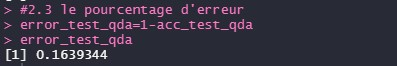 > #2.3 le pourcentage d'erreur
> error_test_qda=1-acc_test_qda
> error_test_qda
[1] 0.1639344